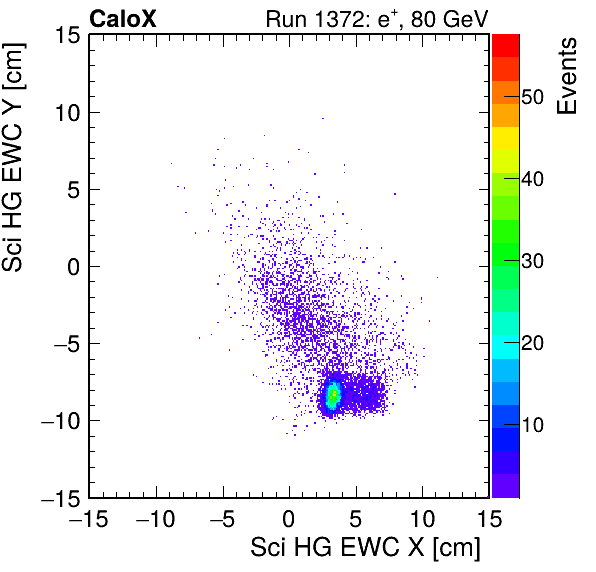 CaloX Run 1372: e+, 80 GeV
Sci HG EWC Y [cm]
15
10
5
0
−5
−10
−15
−15 −10 −5 0 5 10 15
Sci HG EWC X [cm]
Events
50
40
30
20
10